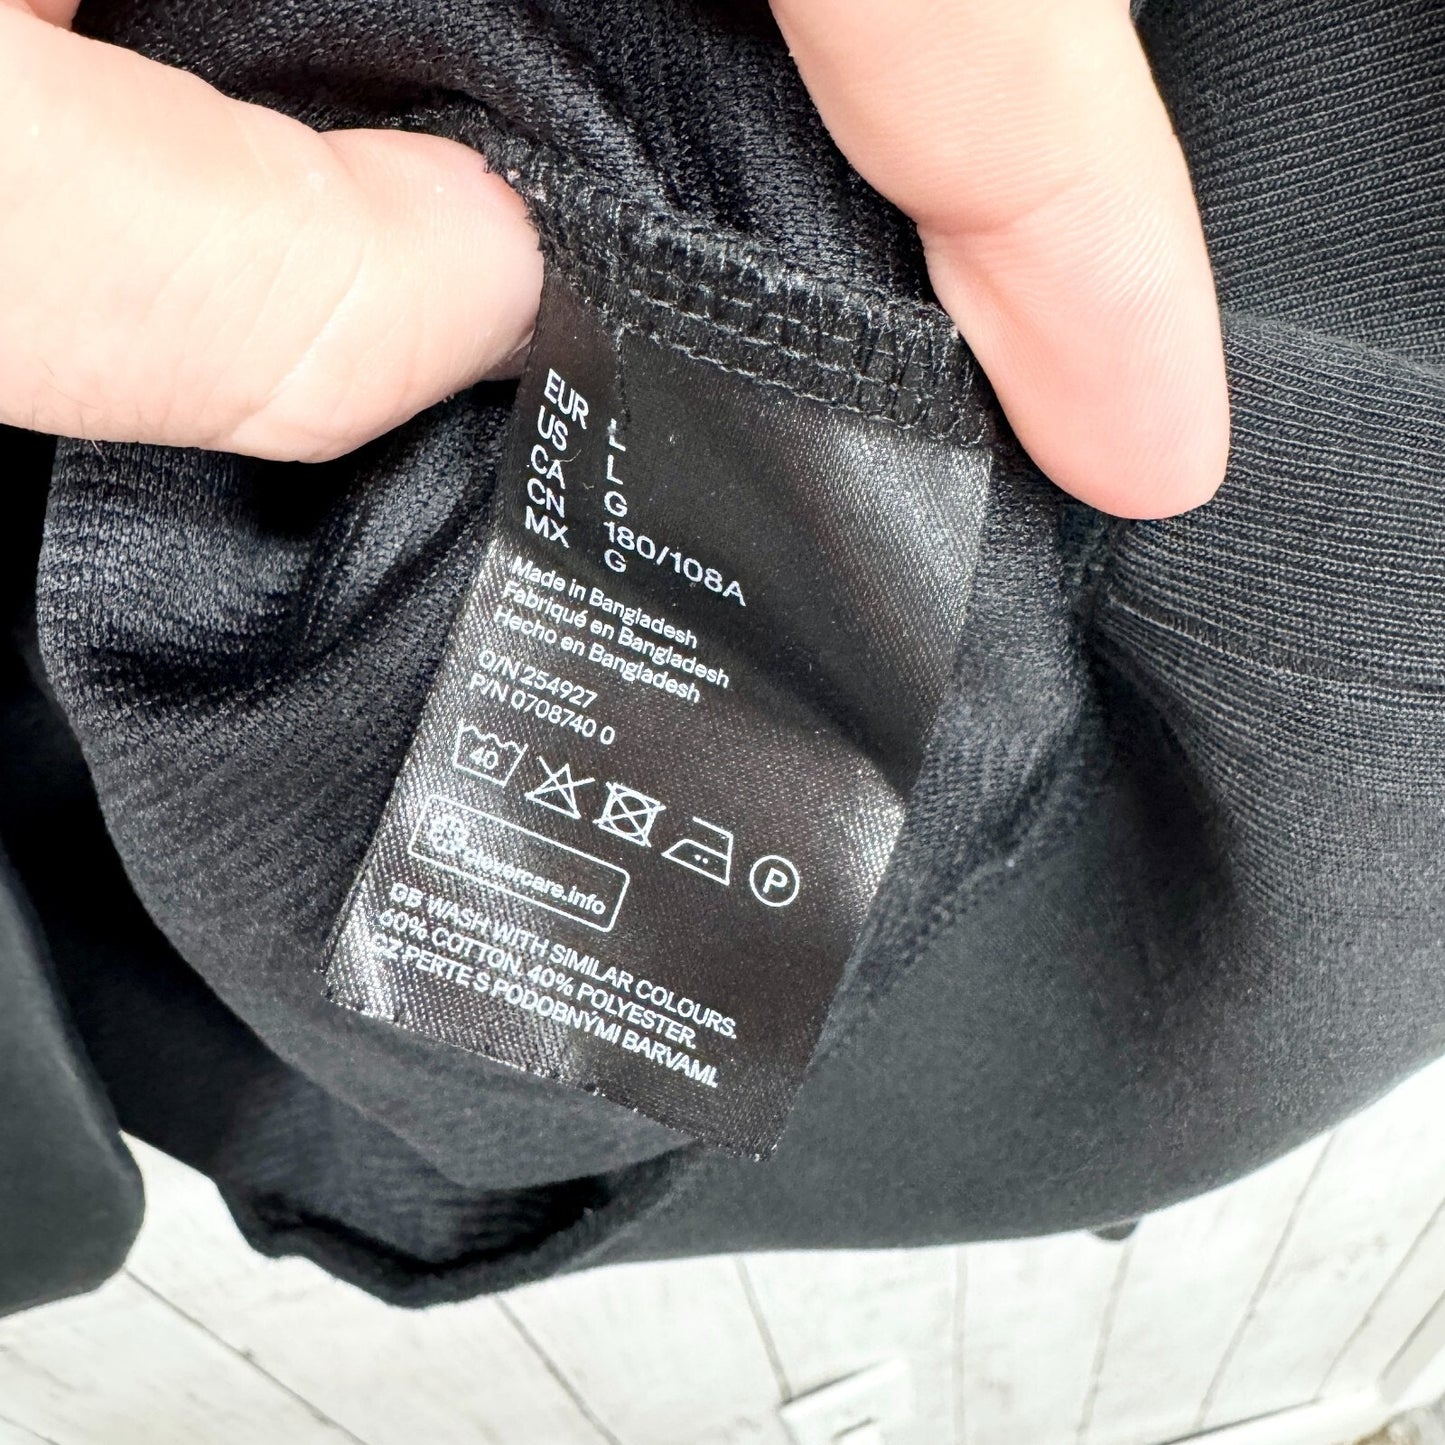 EUR L
US L
CA G
CN 180/108A
MX G
Made in Bangladesh
Fabriqué en Bangladesh
Hecho en Bangladesh
O/N 254927
P/N 0708740 0
40
P
clevercare.info
GB WASH WITH SIMILAR COLOURS.
60% COTTON. 40% POLYESTER.
CZ PERTE S PODOBNÝMI BARVAMI.